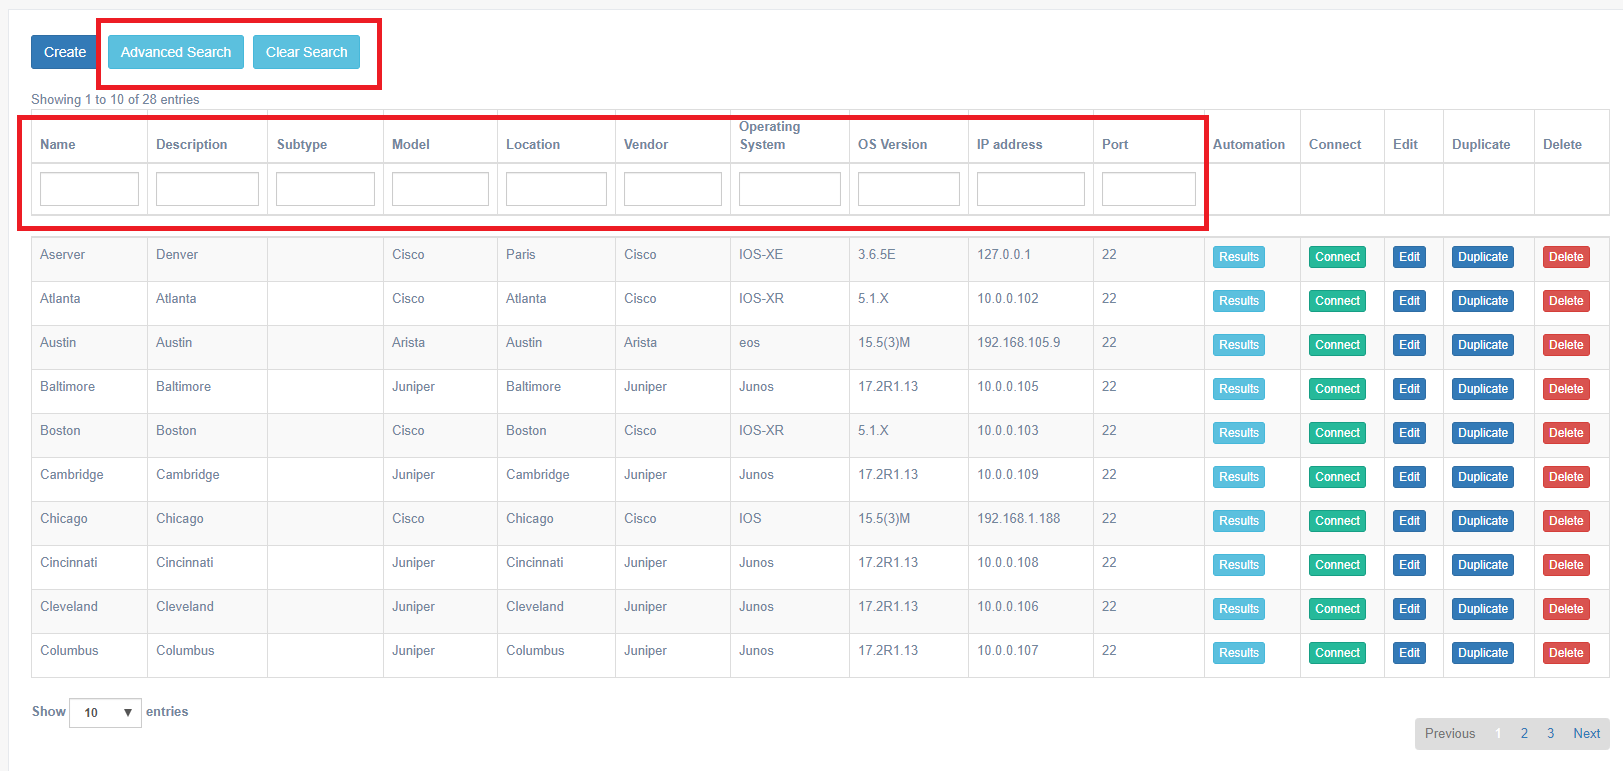 Create Advanced Search Clear Search
Showing 1 to 10 of 28 entries
Name Description Subtype Model Location Vendor Operating System OS Version IP address Port Automation Connect Edit Duplicate Delete
Aserver Denver Cisco Paris Cisco IOS-XE 3.6.5E 127.0.0.1 22 Results Connect Edit Duplicate Delete
Atlanta Atlanta Cisco Atlanta Cisco IOS-XR 5.1.X 10.0.0.102 22 Results Connect Edit Duplicate Delete
Austin Austin Arista Austin Arista eos 15.5(3)M 192.168.105.9 22 Results Connect Edit Duplicate Delete
Baltimore Baltimore Juniper Baltimore Juniper Junos 17.2R1.13 10.0.0.105 22 Results Connect Edit Duplicate Delete
Boston Boston Cisco Boston Cisco IOS-XR 5.1.X 10.0.0.103 22 Results Connect Edit Duplicate Delete
Cambridge Cambridge Juniper Cambridge Juniper Junos 17.2R1.13 10.0.0.109 22 Results Connect Edit Duplicate Delete
Chicago Chicago Cisco Chicago Cisco IOS 15.5(3)M 192.168.1.188 22 Results Connect Edit Duplicate Delete
Cincinnati Cincinnati Juniper Cincinnati Juniper Junos 17.2R1.13 10.0.0.108 22 Results Connect Edit Duplicate Delete
Cleveland Cleveland Juniper Cleveland Juniper Junos 17.2R1.13 10.0.0.106 22 Results Connect Edit Duplicate Delete
Columbus Columbus Juniper Columbus Juniper Junos 17.2R1.13 10.0.0.107 22 Results Connect Edit Duplicate Delete
Show 10 entries
Previous 1 2 3 Next